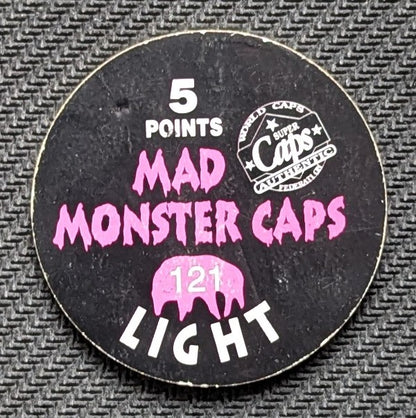 5
POINTS
WORLD CAPS
SUPER
Caps
AUTHENTIC
MAD
MONSTER CAPS
121
LIGHT